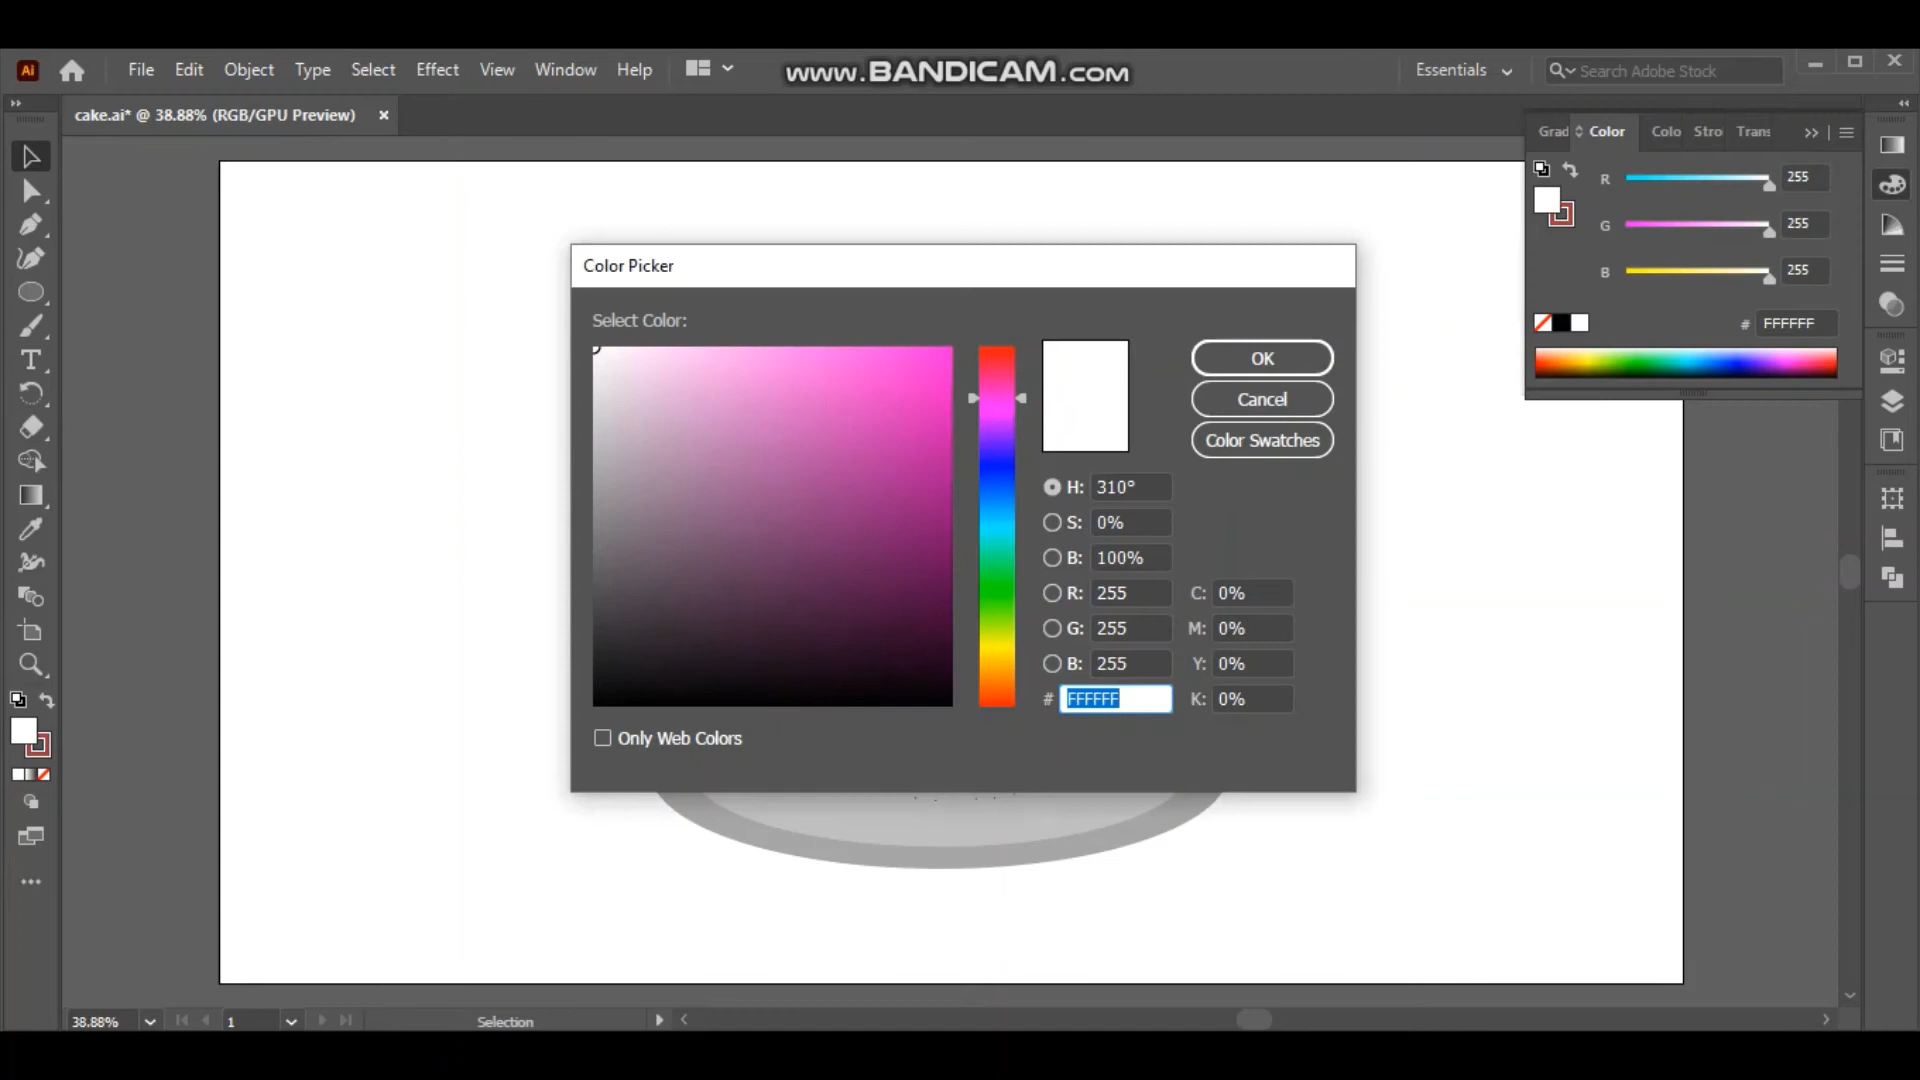 Ai File Edit Object Type Select Effect View Window Help www.BANDICAM.com Essentials Search Adobe Stock
cake.ai* @ 38.88% (RGB/GPU Preview)
Grad Color Colo Stro Trans
R 255
G 255
B 255
# FFFFFF
Color Picker
Select Color:
OK
Cancel
Color Swatches
H: 310°
S: 0%
B: 100%
R: 255 C: 0%
G: 255 M: 0%
B: 255 Y: 0%
# FFFFFF K: 0%
Only Web Colors
38.88% 1 Selection